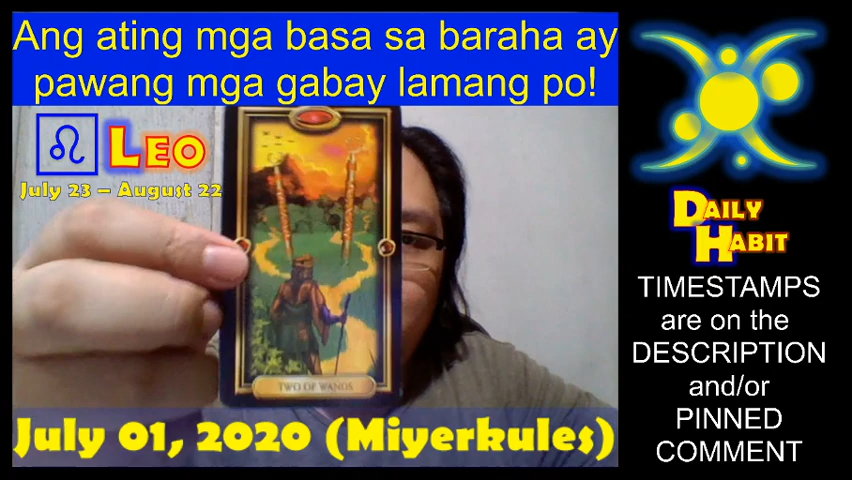 Ang ating mga basa sa baraha ay
pawang mga gabay lamang po!
♌ LEO
July 23 – August 22
TWO OF WANDS
July 01, 2020 (Miyerkules)
DAILY
HABIT
TIMESTAMPS
are on the
DESCRIPTION
and/or
PINNED
COMMENT